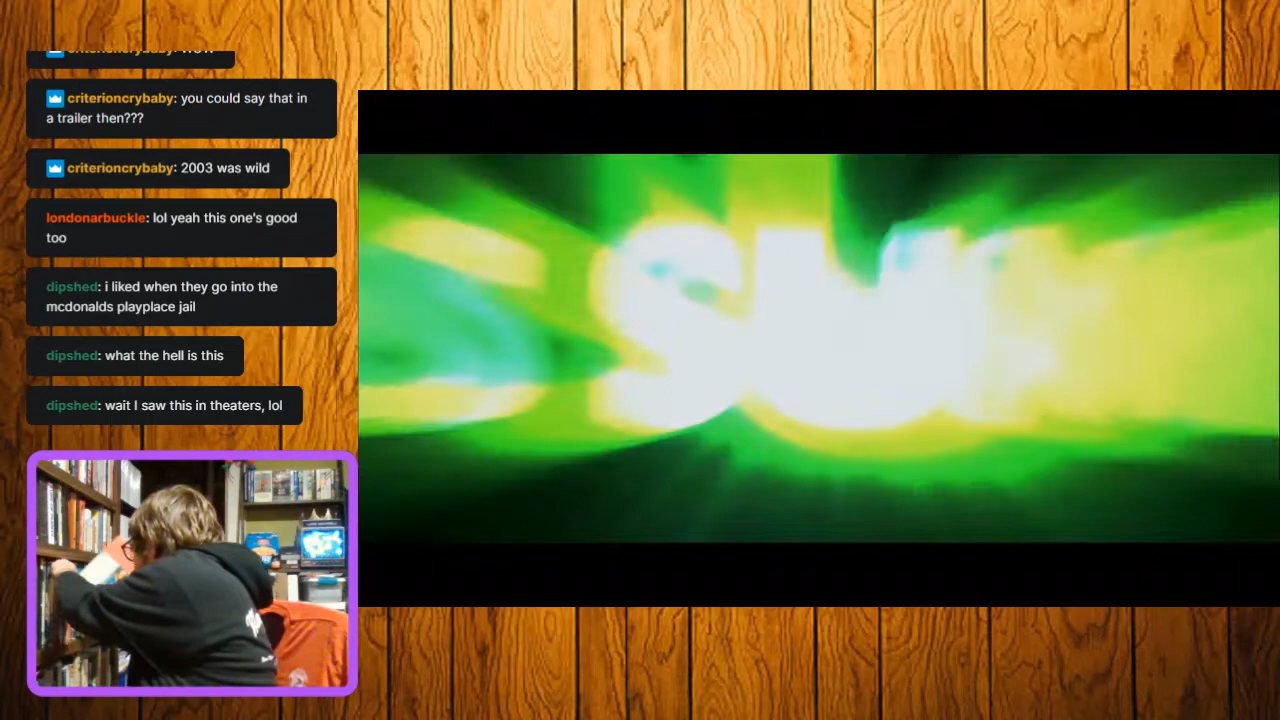 criterioncrybaby: you could say that in
a trailer then???
criterioncrybaby: 2003 was wild
londonarbuckle: lol yeah this one's good
too
dipshed: i liked when they go into the
mcdonalds playplace jail
dipshed: what the hell is this
dipshed: wait I saw this in theaters, lol